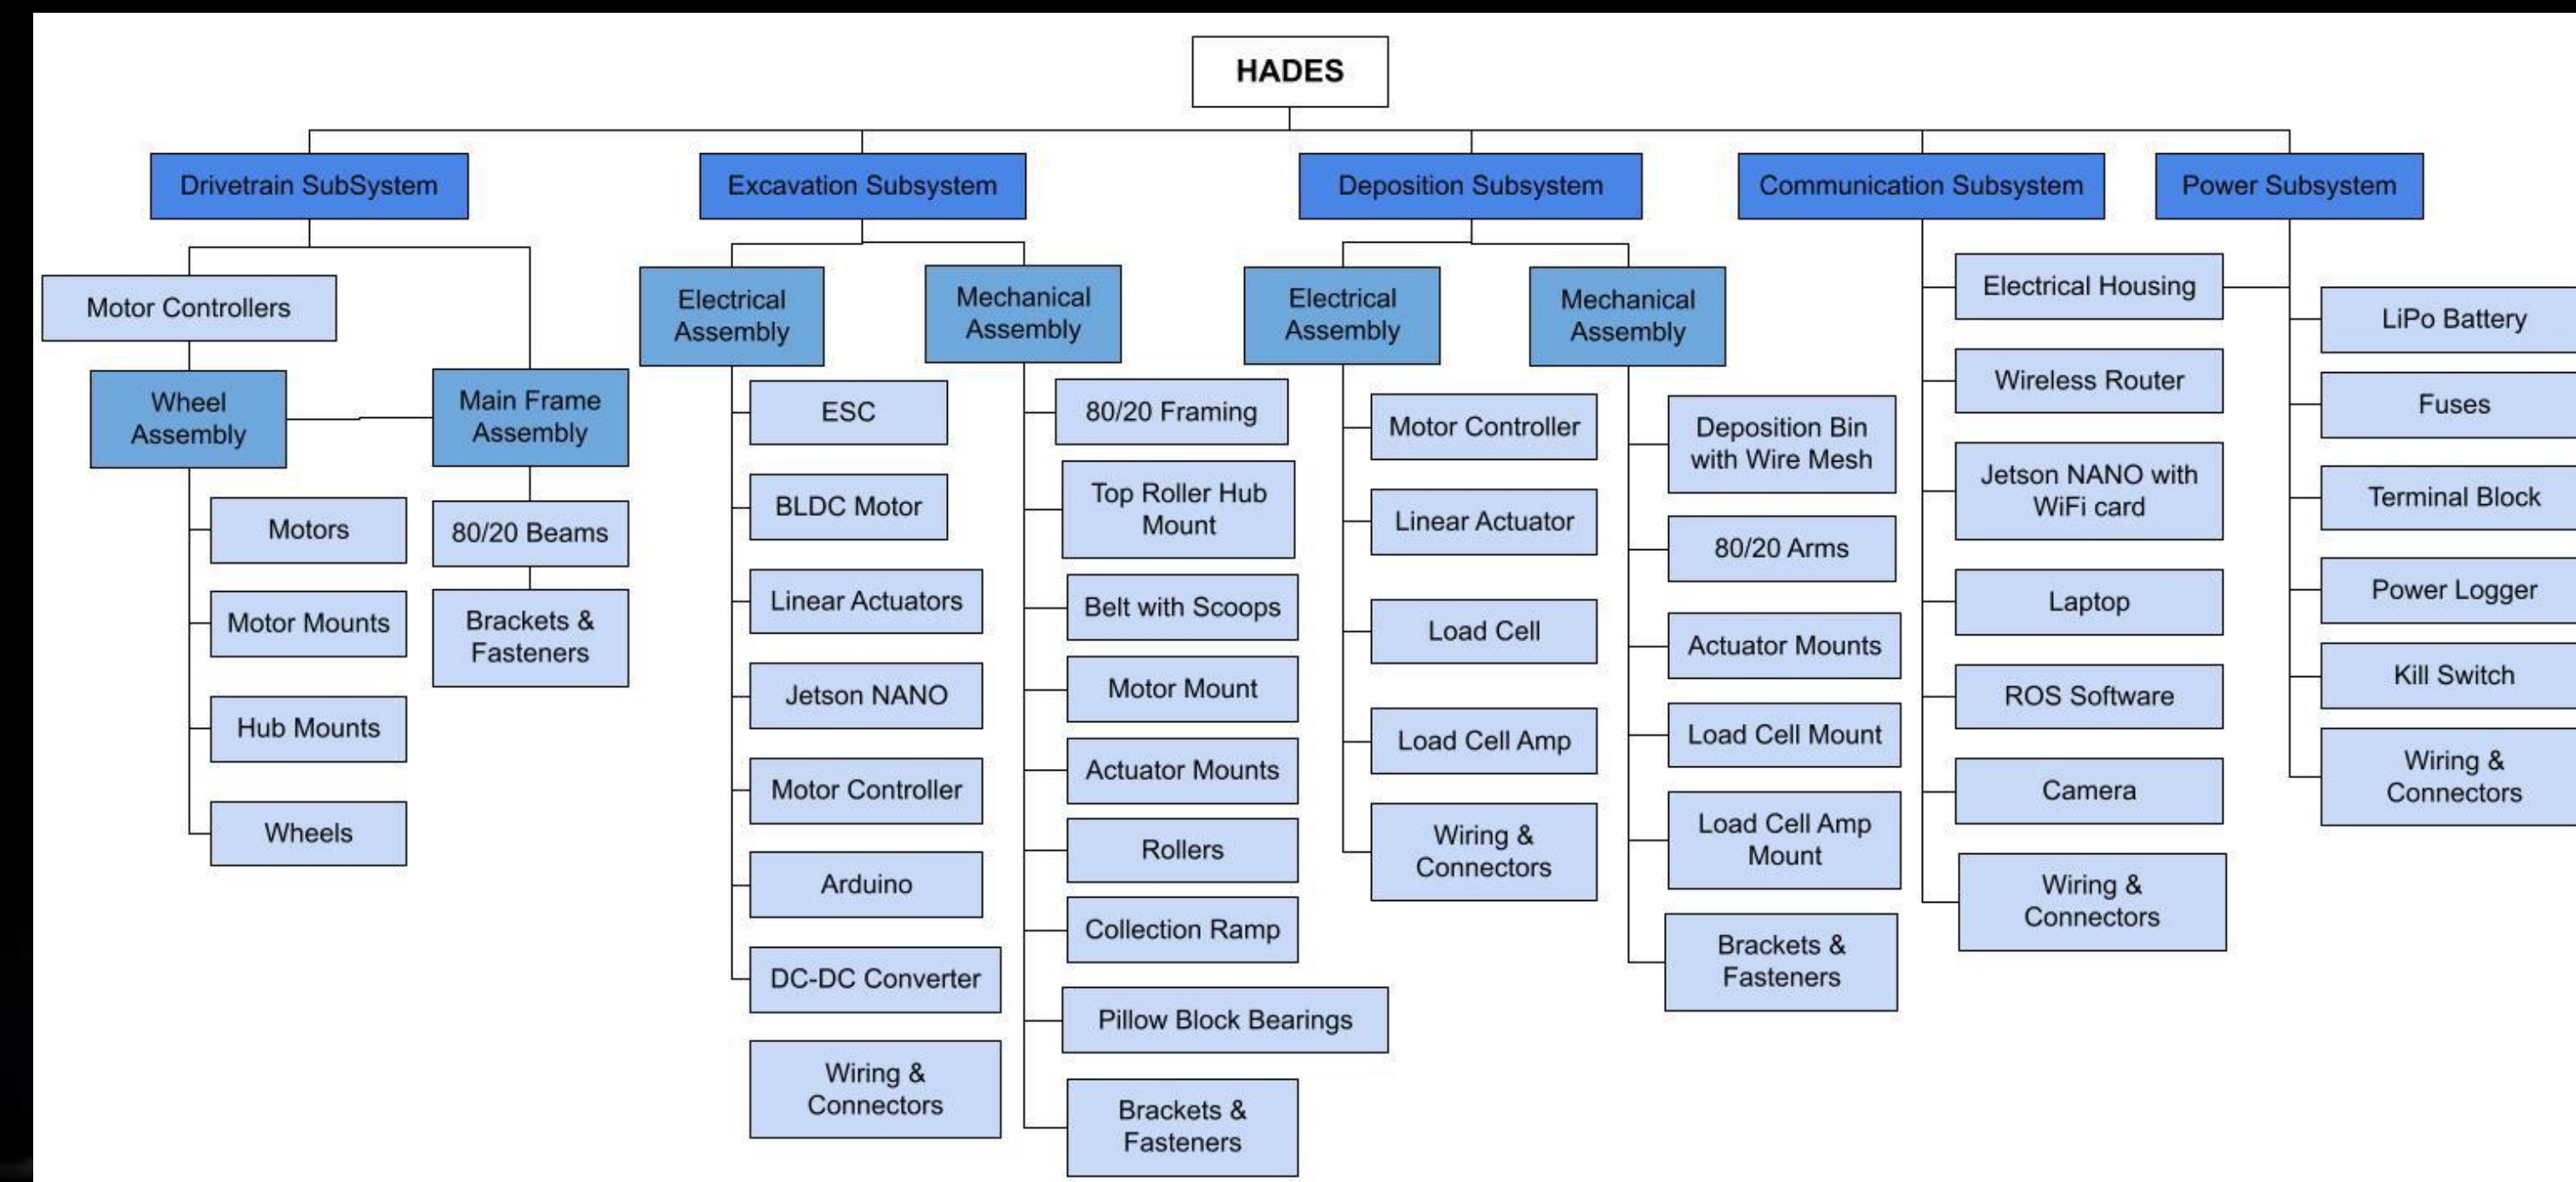 HADES
Drivetrain SubSystem
Motor Controllers
Wheel
Assembly
Motors
Motor Mounts
Hub Mounts
Wheels
Main Frame
Assembly
80/20 Beams
Brackets &
Fasteners
Excavation Subsystem
Electrical
Assembly
ESC
BLDC Motor
Linear Actuators
Jetson NANO
Motor Controller
Arduino
DC-DC Converter
Wiring &
Connectors
Mechanical
Assembly
80/20 Framing
Top Roller Hub
Mount
Belt with Scoops
Motor Mount
Actuator Mounts
Rollers
Collection Ramp
Pillow Block Bearings
Brackets &
Fasteners
Deposition Subsystem
Electrical
Assembly
Motor Controller
Linear Actuator
Load Cell
Load Cell Amp
Wiring &
Connectors
Mechanical
Assembly
Deposition Bin
with Wire Mesh
80/20 Arms
Actuator Mounts
Load Cell Mount
Load Cell Amp
Mount
Brackets &
Fasteners
Communication Subsystem
Electrical Housing
Wireless Router
Jetson NANO with
WiFi card
Laptop
ROS Software
Camera
Wiring &
Connectors
Power Subsystem
LiPo Battery
Fuses
Terminal Block
Power Logger
Kill Switch
Wiring &
Connectors